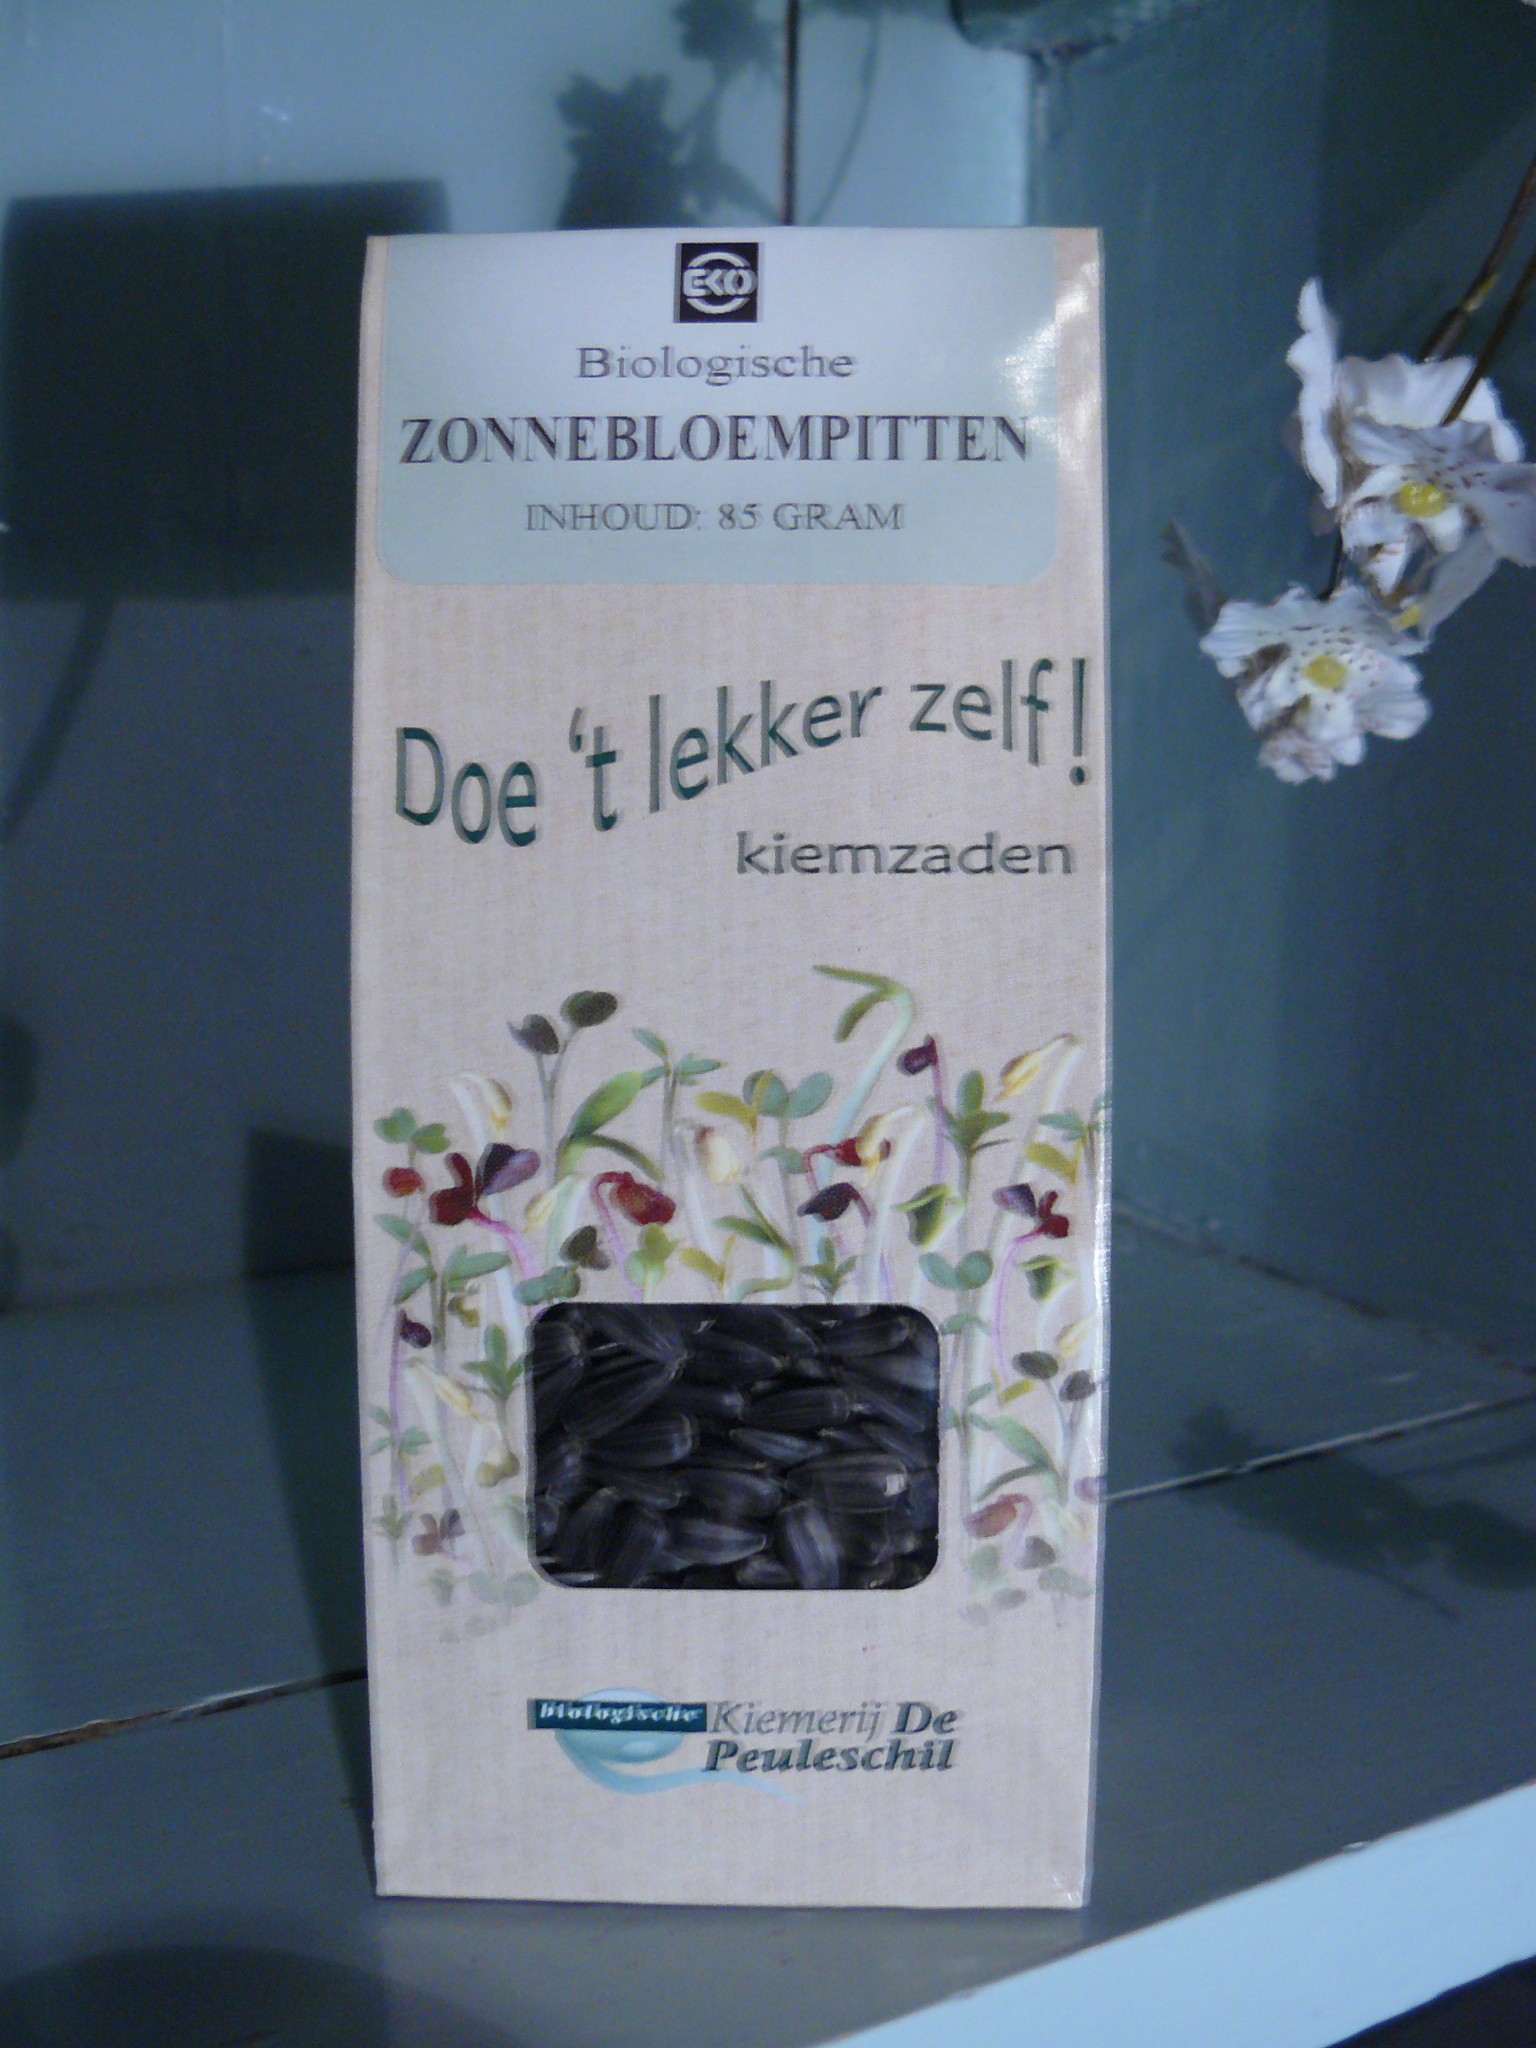 EKO
Biologische
ZONNEBLOEMPITTEN
INHOUD: 85 GRAM
Doe ‘t lekker zelf!
kiemzaden
biologische Kiemerij De
Peuleschil